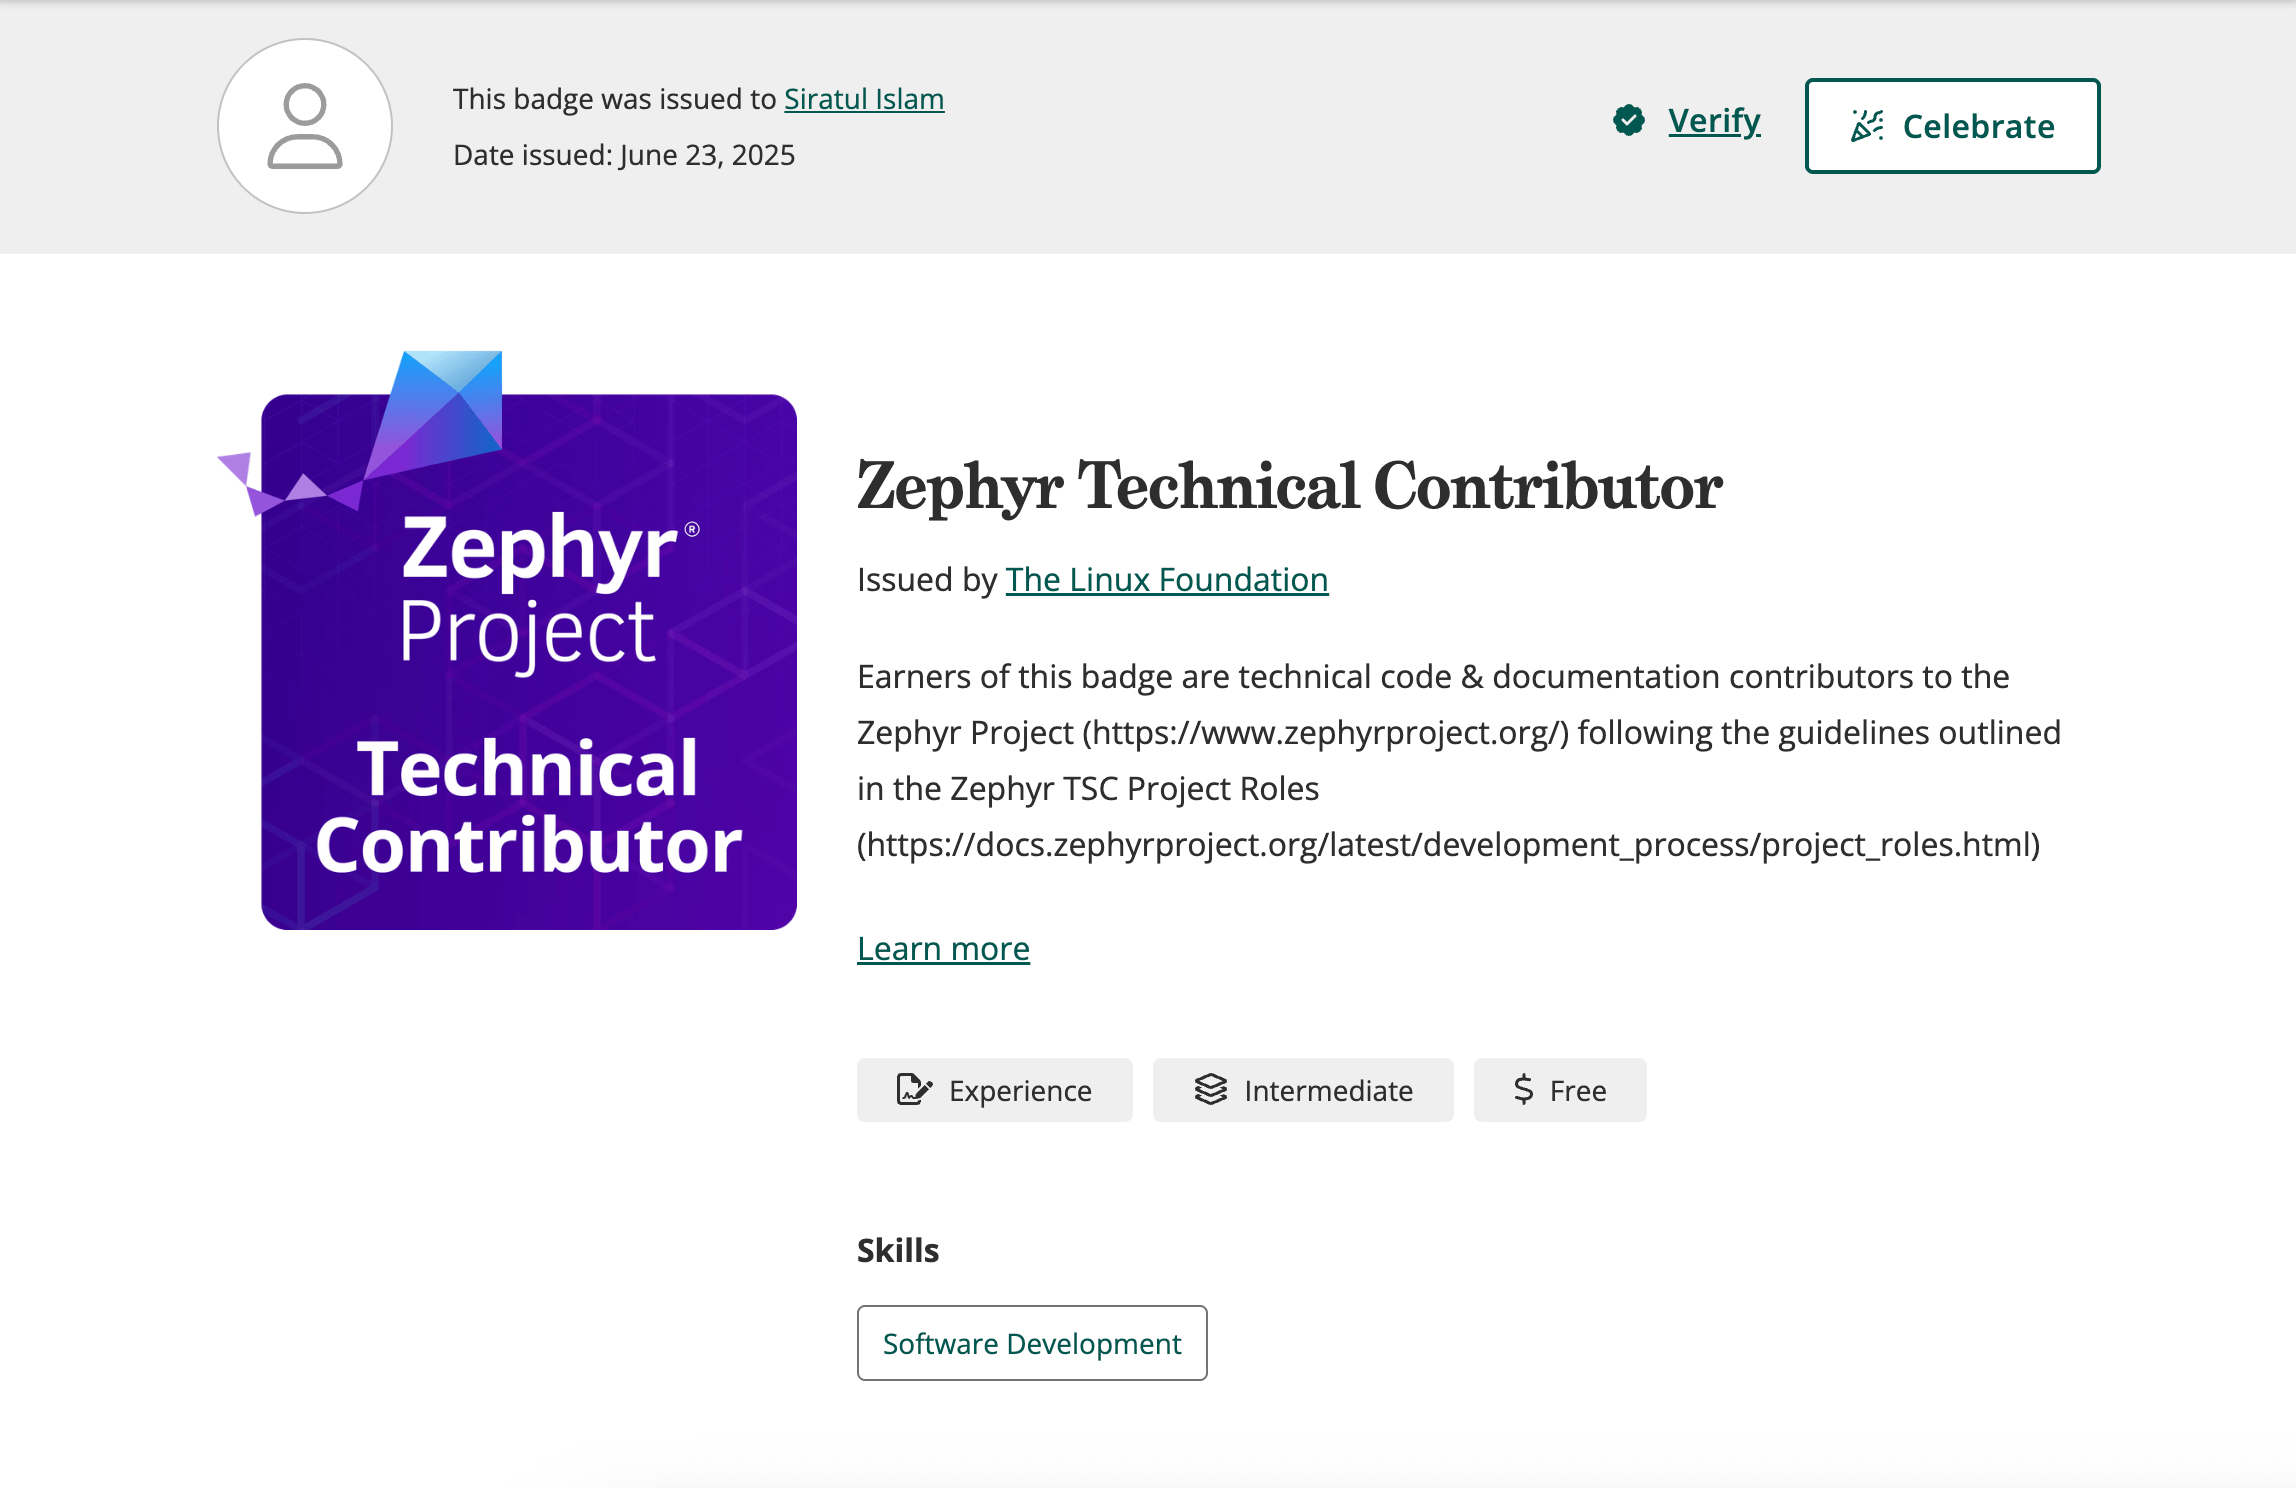 This badge was issued to Siratul Islam
Date issued: June 23, 2025
Verify
Celebrate
Zephyr®
Project
Technical
Contributor
Zephyr Technical Contributor
Issued by The Linux Foundation
Earners of this badge are technical code & documentation contributors to the
Zephyr Project (https://www.zephyrproject.org/) following the guidelines outlined
in the Zephyr TSC Project Roles
(https://docs.zephyrproject.org/latest/development_process/project_roles.html)
Learn more
Experience
Intermediate
$ Free
Skills
Software Development